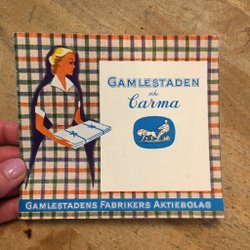 GAMLESTADEN
och
Carma
GAMLESTADENS FABRIKERS AKTIEBOLAG